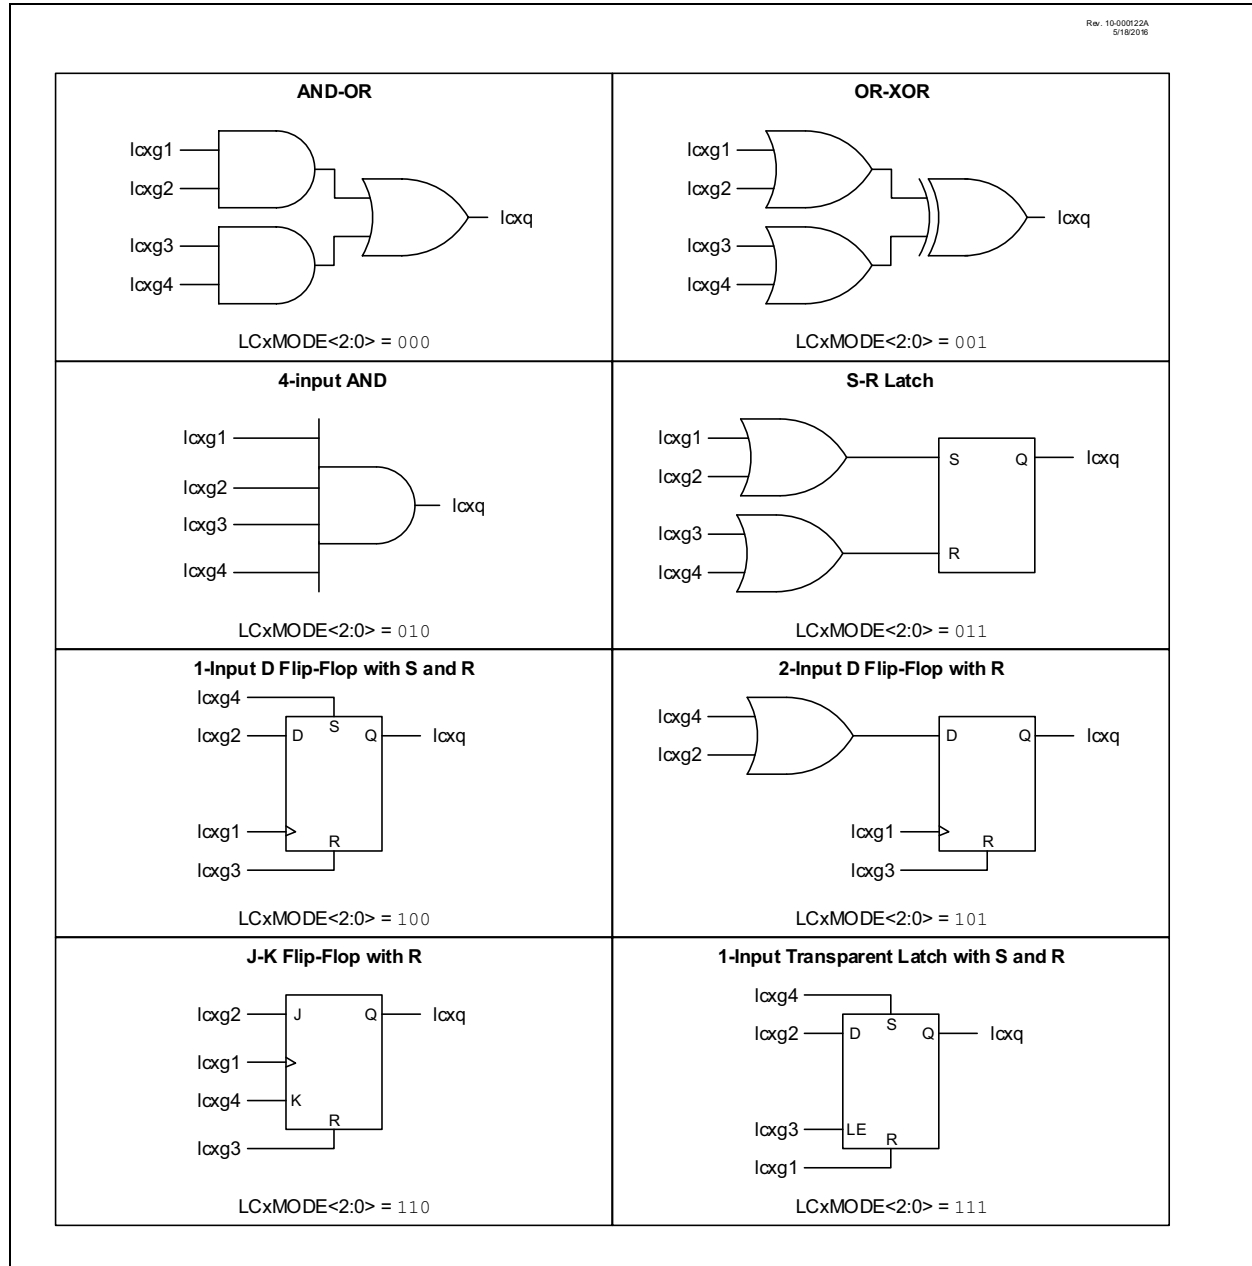 Rev. 10-000122A
5/18/2016
AND-OR
lcxg1
lcxg2
lcxg3
lcxg4
lcxq
LCxMODE<2:0> = 000
OR-XOR
lcxg1
lcxg2
lcxg3
lcxg4
lcxq
LCxMODE<2:0> = 001
4-input AND
lcxg1
lcxg2
lcxg3
lcxg4
lcxq
LCxMODE<2:0> = 010
S-R Latch
lcxg1
lcxg2
lcxg3
lcxg4
S
Q
R
lcxq
LCxMODE<2:0> = 011
1-Input D Flip-Flop with S and R
lcxg4
lcxg2
D
S
Q
lcxq
lcxg1
R
lcxg3
LCxMODE<2:0> = 100
2-Input D Flip-Flop with R
lcxg4
lcxg2
D
Q
lcxq
lcxg1
R
lcxg3
LCxMODE<2:0> = 101
J-K Flip-Flop with R
lcxg2
J
Q
lcxq
lcxg1
lcxg4
K
R
lcxg3
LCxMODE<2:0> = 110
1-Input Transparent Latch with S and R
lcxg4
lcxg2
D
S
Q
lcxq
lcxg3
LE
R
lcxg1
LCxMODE<2:0> = 111